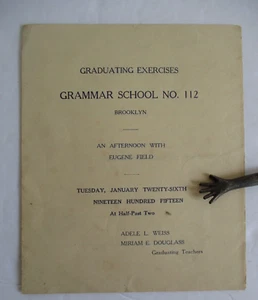 GRADUATING EXERCISES
GRAMMAR SCHOOL NO. 112
BROOKLYN
AN AFTERNOON WITH
EUGENE FIELD
TUESDAY, JANUARY TWENTY-SIXTH
NINETEEN HUNDRED FIFTEEN
At Half-Past Two
ADELE L. WEISS
MIRIAM E. DOUGLASS
Graduating Teachers